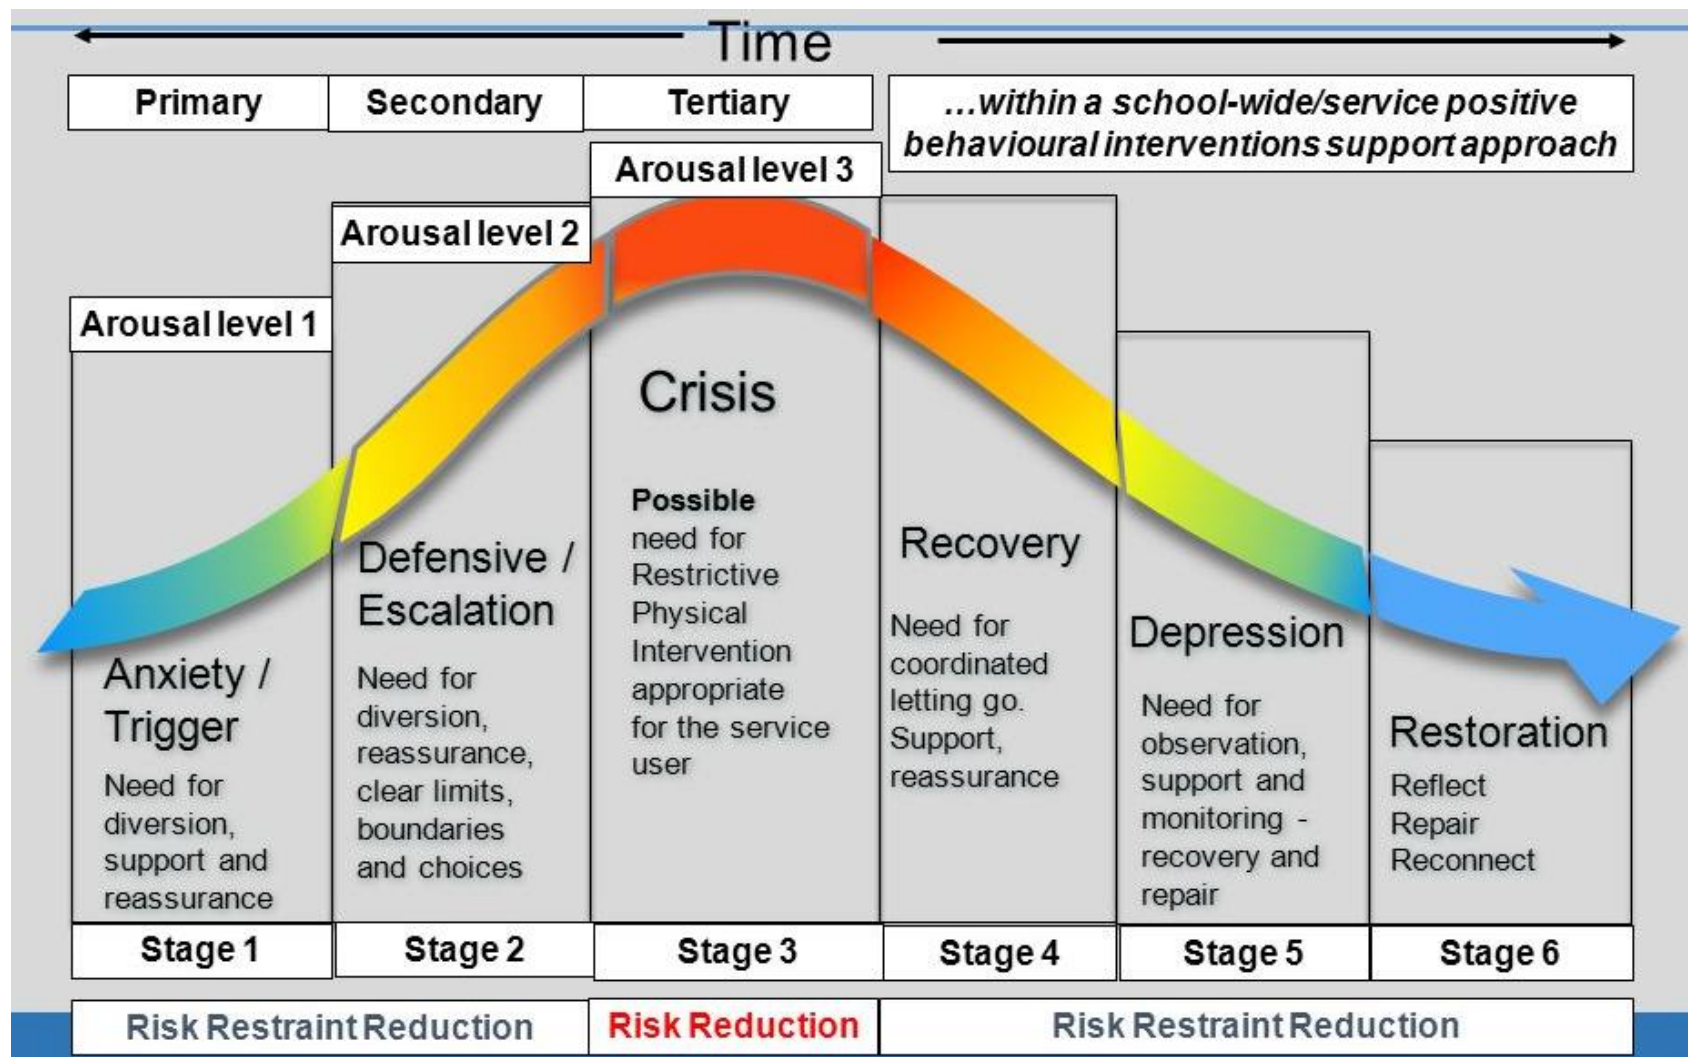 Time
Primary
Secondary
Tertiary
...within a school-wide/service positive
behavioural interventions support approach
Arousal level 1
Arousal level 2
Arousal level 3
Anxiety /
Trigger
Need for
diversion,
support and
reassurance
Defensive /
Escalation
Need for
diversion,
reassurance,
clear limits,
boundaries
and choices
Crisis
Possible
need for
Restrictive
Physical
Intervention
appropriate
for the service
user
Recovery
Need for
coordinated
letting go.
Support,
reassurance
Depression
Need for
observation,
support and
monitoring -
recovery and
repair
Restoration
Reflect
Repair
Reconnect
Stage 1
Stage 2
Stage 3
Stage 4
Stage 5
Stage 6
Risk Restraint Reduction
Risk Reduction
Risk Restraint Reduction